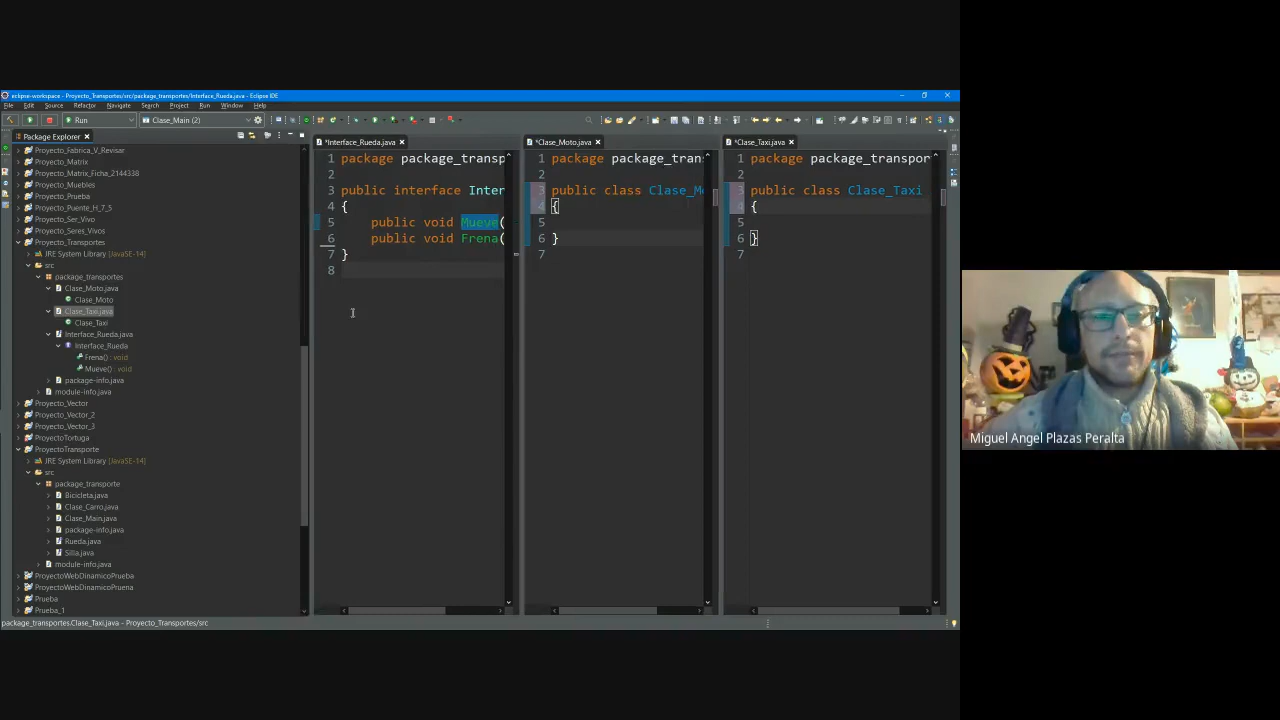 eclipse-workspace - Proyecto_Transportes/src/package_transportes/Interface_Rueda.java - Eclipse IDE
File Edit Source Refactor Navigate Search Project Run Window Help
Run Clase_Main (2)
Package Explorer
Proyecto_Fabrica_V_Revisar
Proyecto_Matrix
Proyecto_Matrix_Ficha_2144338
Proyecto_Muebles
Proyecto_Prueba
Proyecto_Puente_H_7_5
Proyecto_Ser_Vivo
Proyecto_Seres_Vivos
Proyecto_Transportes
JRE System Library [JavaSE-14]
src
package_transportes
Clase_Moto.java
Clase_Moto
Clase_Taxi.java
Clase_Taxi
Interface_Rueda.java
Interface_Rueda
Frena() : void
Mueve() : void
package-info.java
module-info.java
Proyecto_Vector
Proyecto_Vector_2
Proyecto_Vector_3
ProyectoTortuga
ProyectoTransporte
JRE System Library [JavaSE-14]
src
package_transporte
Bicicleta.java
Clase_Carro.java
Clase_Main.java
package-info.java
Rueda.java
Silla.java
module-info.java
ProyectoWebDinamicoPrueba
ProyectoWebDinamicoPruena
Prueba
Prueba_1
*Interface_Rueda.java
1 package package_transp
2
3 public interface Inter
4 {
5 public void Mueve(
6 public void Frena(
7 }
8
*Clase_Moto.java
1 package package_trans
2
3 public class Clase_Mo
4 {
5
6 }
7
*Clase_Taxi.java
1 package package_transpor
2
3 public class Clase_Taxi
4 {
5
6 }
7
package_transportes.Clase_Taxi.java - Proyecto_Transportes/src
Miguel Angel Plazas Peralta